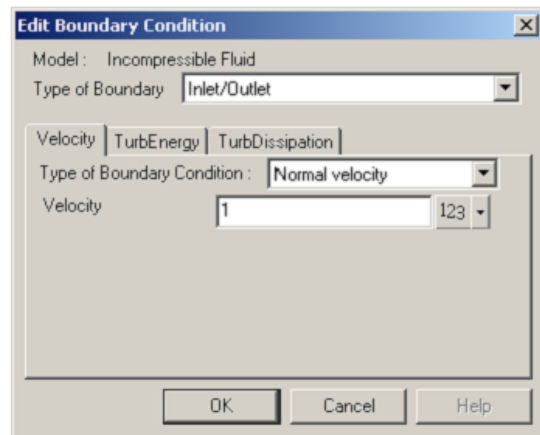 Edit Boundary Condition
Model : Incompressible Fluid
Type of Boundary Inlet/Outlet
Velocity TurbEnergy TurbDissipation
Type of Boundary Condition : Normal velocity
Velocity 1 123
OK Cancel Help